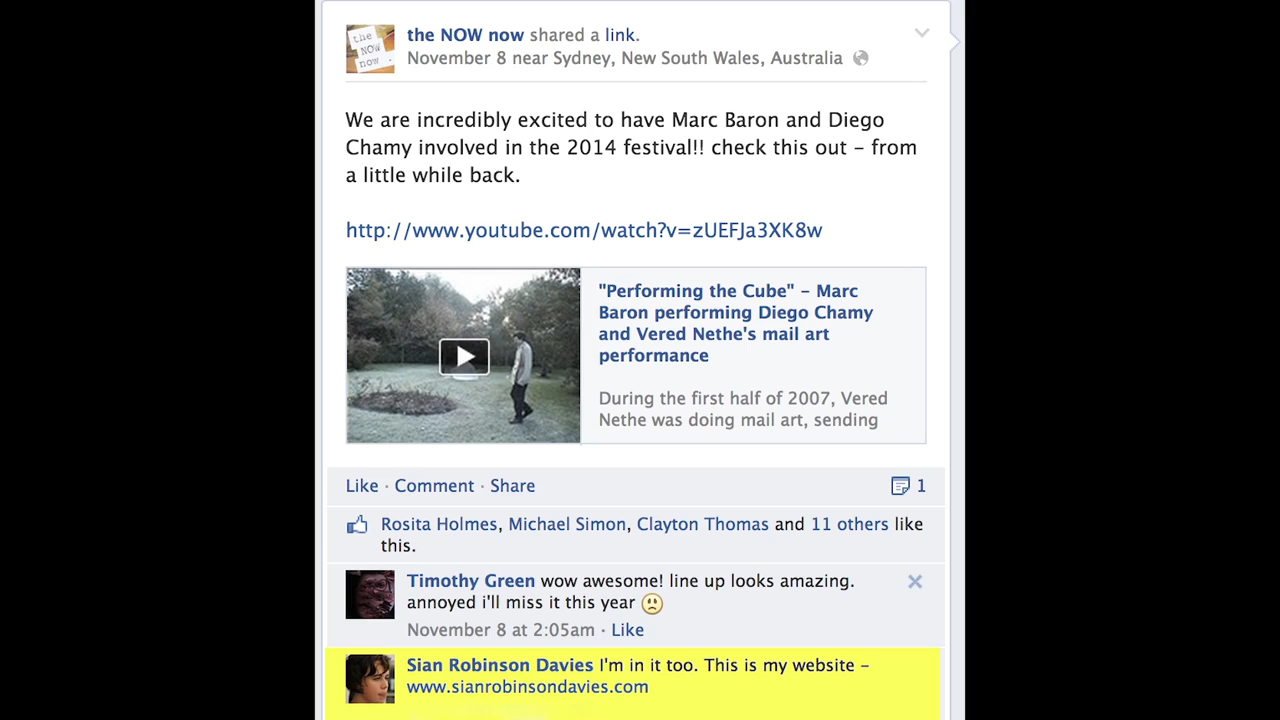 the
NOW
now .
the NOW now shared a link.
November 8 near Sydney, New South Wales, Australia
We are incredibly excited to have Marc Baron and Diego
Chamy involved in the 2014 festival!! check this out – from
a little while back.
http://www.youtube.com/watch?v=zUEFJa3XK8w
"Performing the Cube" – Marc
Baron performing Diego Chamy
and Vered Nethe's mail art
performance
During the first half of 2007, Vered
Nethe was doing mail art, sending
Like · Comment · Share
1
Rosita Holmes, Michael Simon, Clayton Thomas and 11 others like
this.
Timothy Green wow awesome! line up looks amazing.
annoyed i'll miss it this year
November 8 at 2:05am · Like
Sian Robinson Davies I'm in it too. This is my website –
www.sianrobinsondavies.com